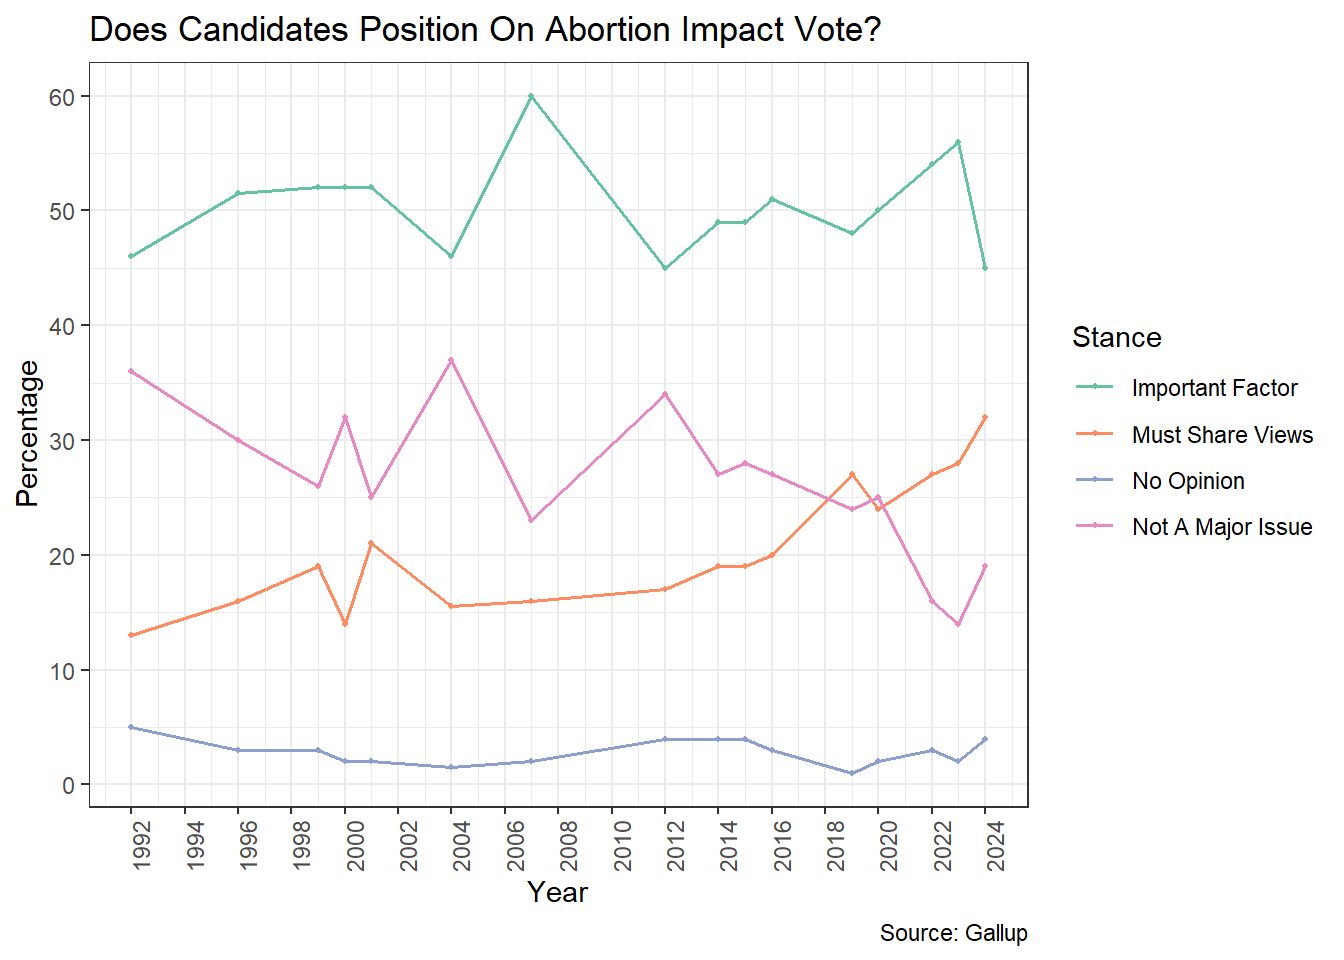 Does Candidates Position On Abortion Impact Vote?
60
50
40
30
20
10
0
Percentage
1992
1994
1996
1998
2000
2002
2004
2006
2008
2010
2012
2014
2016
2018
2020
2022
2024
Year
Stance
Important Factor
Must Share Views
No Opinion
Not A Major Issue
Source: Gallup